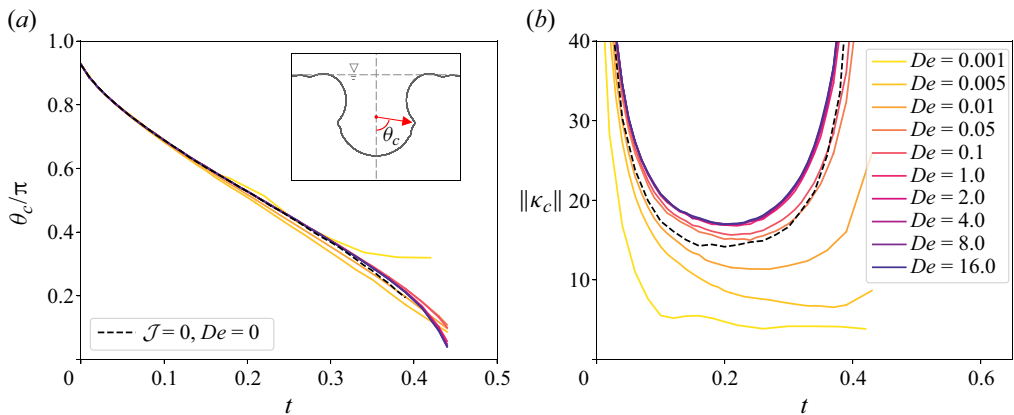 (a)
1.0
0.8
0.6
0.4
0.2
0
0.1
0.2
0.3
0.4
0.5
θc/π
t
θc
𝒥 = 0, De = 0
(b)
40
30
20
10
0
0.2
0.4
0.6
||κc||
t
De = 0.001
De = 0.005
De = 0.01
De = 0.05
De = 0.1
De = 1.0
De = 2.0
De = 4.0
De = 8.0
De = 16.0